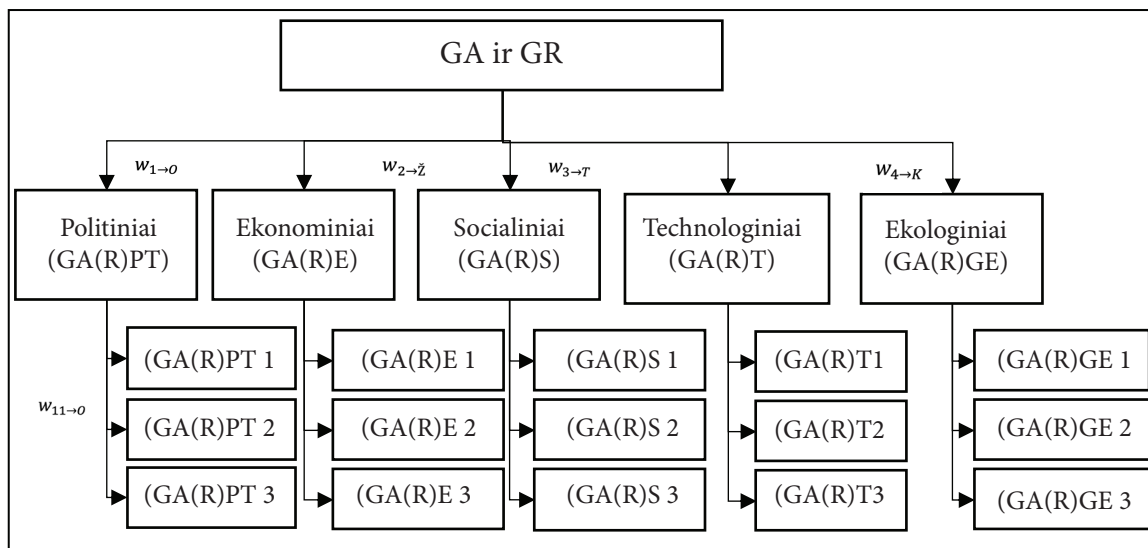 GA ir GR
w1→O
w2→Ž
w3→T
w4→K
Politiniai
(GA(R)PT)
Ekonominiai
(GA(R)E)
Socialiniai
(GA(R)S)
Technologiniai
(GA(R)T)
Ekologiniai
(GA(R)GE)
w11→O
(GA(R)PT 1
(GA(R)PT 2
(GA(R)PT 3
(GA(R)E 1
(GA(R)E 2
(GA(R)E 3
(GA(R)S 1
(GA(R)S 2
(GA(R)S 3
(GA(R)T1
(GA(R)T2
(GA(R)T3
(GA(R)GE 1
(GA(R)GE 2
(GA(R)GE 3